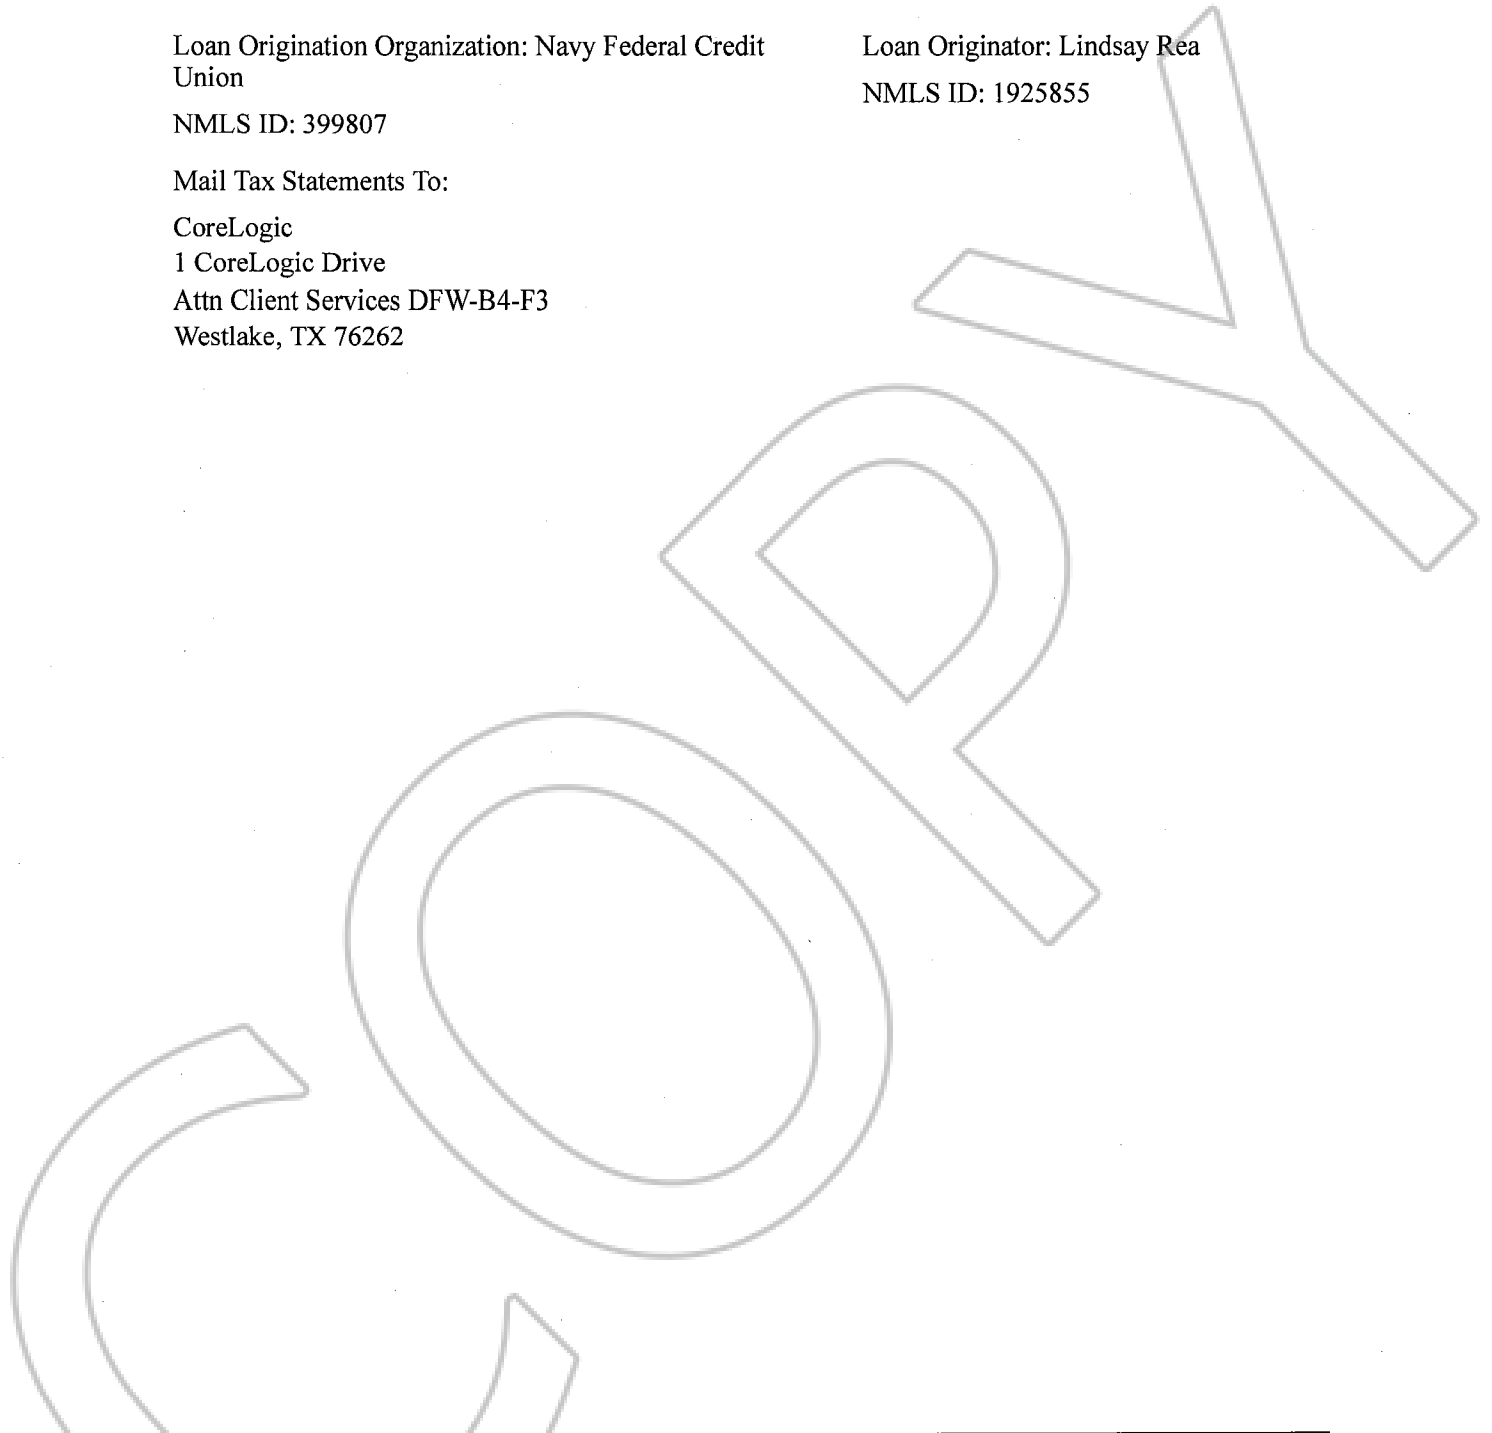 Loan Origination Organization: Navy Federal Credit
Union
NMLS ID: 399807
Loan Originator: Lindsay Rea
NMLS ID: 1925855
Mail Tax Statements To:
CoreLogic
1 CoreLogic Drive
Attn Client Services DFW-B4-F3
Westlake, TX 76262
COPY